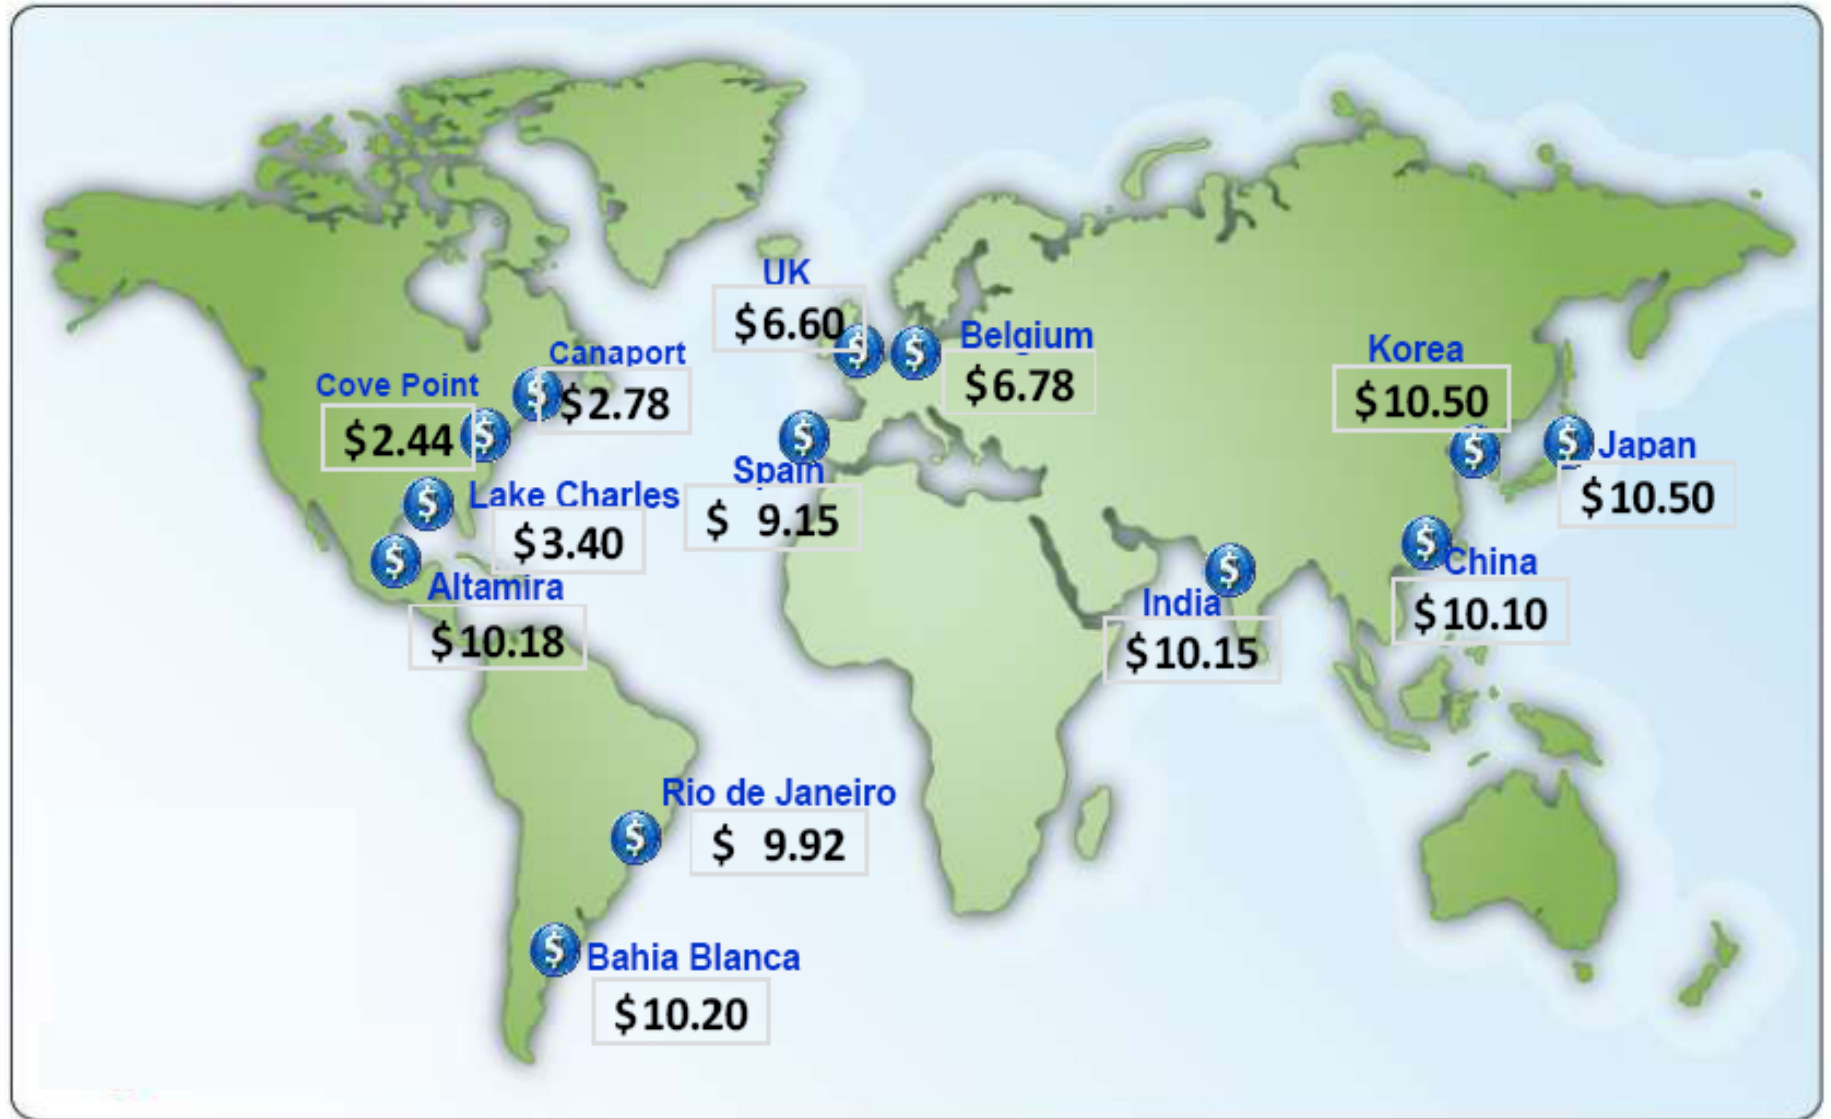 UK
$6.60
Belgium
$6.78
Canaport
$2.78
Cove Point
$2.44
Korea
$10.50
Japan
$10.50
Spain
$ 9.15
Lake Charles
$3.40
Altamira
$10.18
China
$10.10
India
$10.15
Rio de Janeiro
$ 9.92
Bahia Blanca
$10.20